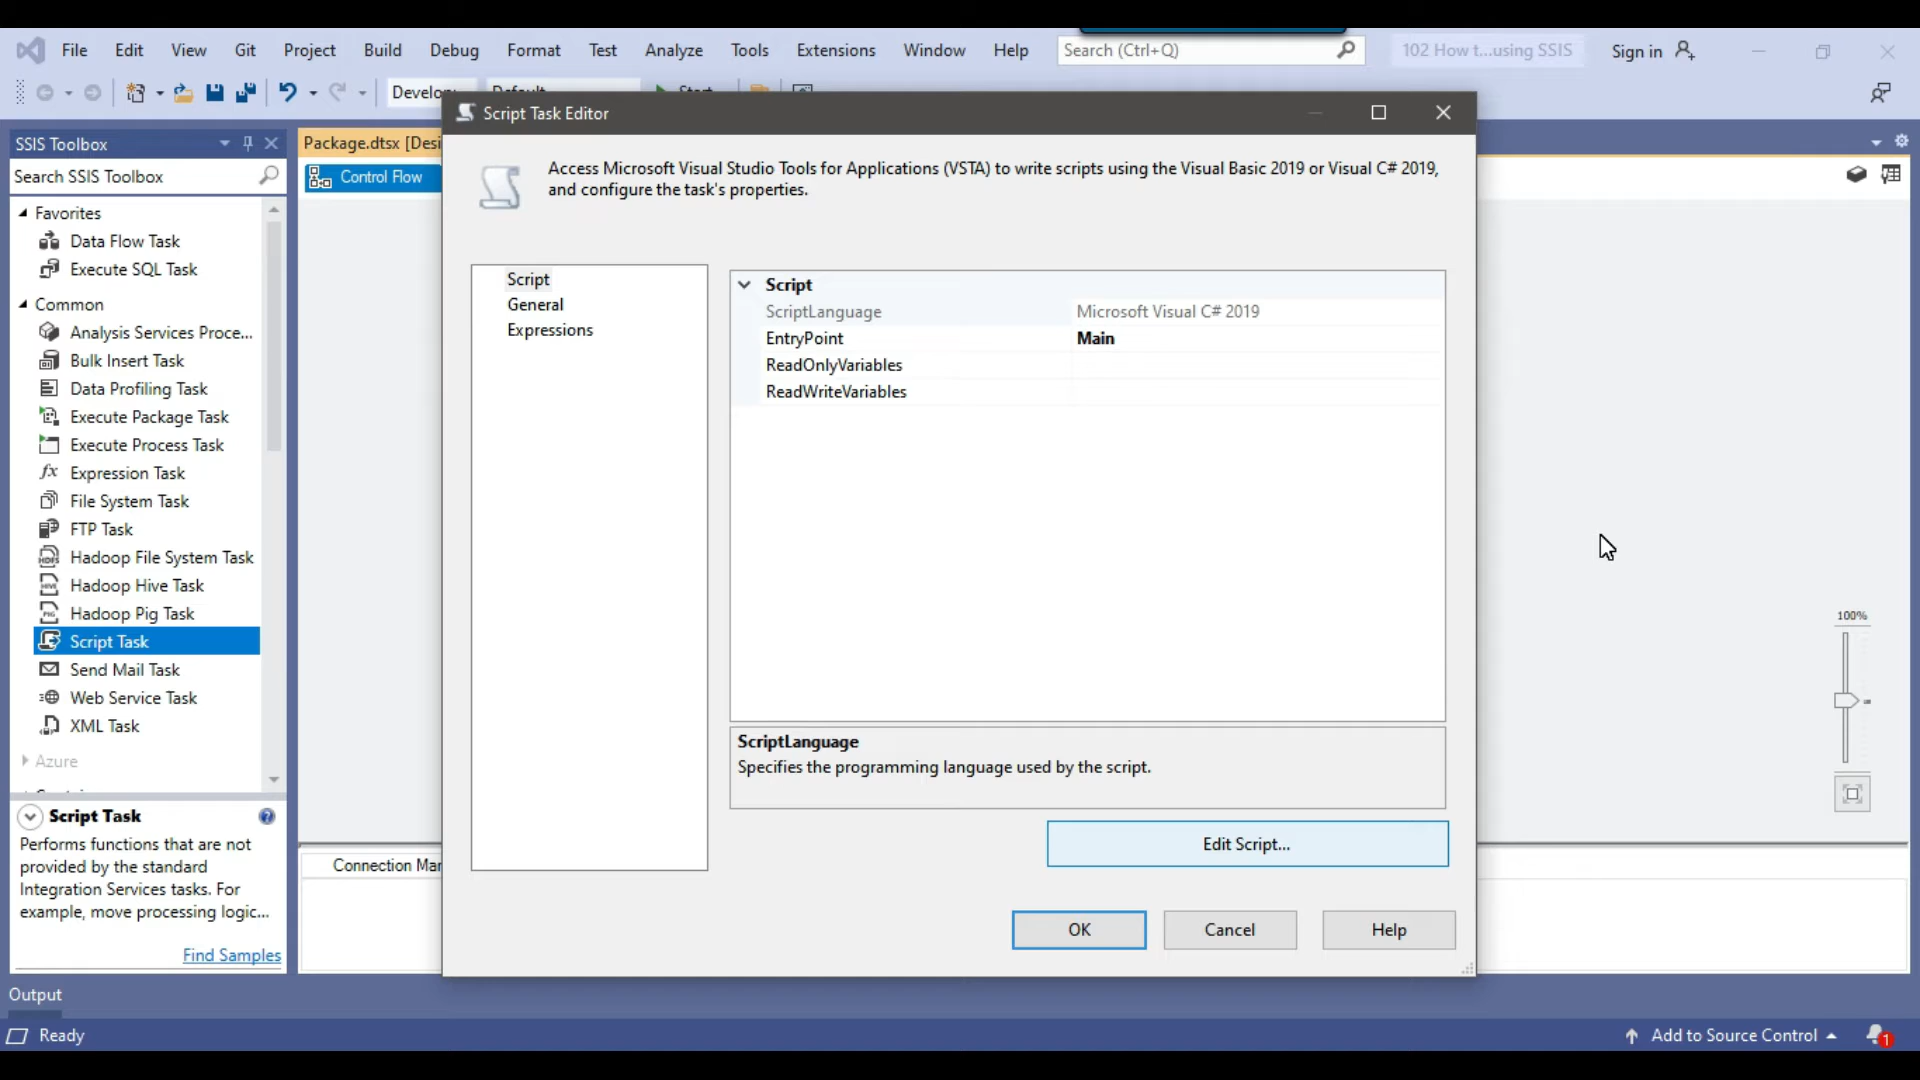 File Edit View Git Project Build Debug Format Test Analyze Tools Extensions Window Help Search (Ctrl+Q) 102 How t...using SSIS Sign in
Script Task Editor
SSIS Toolbox
Package.dtsx [Desi
Search SSIS Toolbox
Control Flow
Access Microsoft Visual Studio Tools for Applications (VSTA) to write scripts using the Visual Basic 2019 or Visual C# 2019,
and configure the task's properties.
Favorites
Data Flow Task
Execute SQL Task
Common
Analysis Services Proce...
Bulk Insert Task
Data Profiling Task
Execute Package Task
Execute Process Task
fx Expression Task
File System Task
FTP Task
Hadoop File System Task
Hadoop Hive Task
Hadoop Pig Task
Script Task
Send Mail Task
Web Service Task
XML Task
Azure
Script
General
Expressions
Script
ScriptLanguage Microsoft Visual C# 2019
EntryPoint Main
ReadOnlyVariables
ReadWriteVariables
ScriptLanguage
Specifies the programming language used by the script.
Edit Script...
OK Cancel Help
100%
Script Task
Performs functions that are not
provided by the standard
Integration Services tasks. For
example, move processing logic...
Find Samples
Connection Mar
Output
Ready
Add to Source Control
1